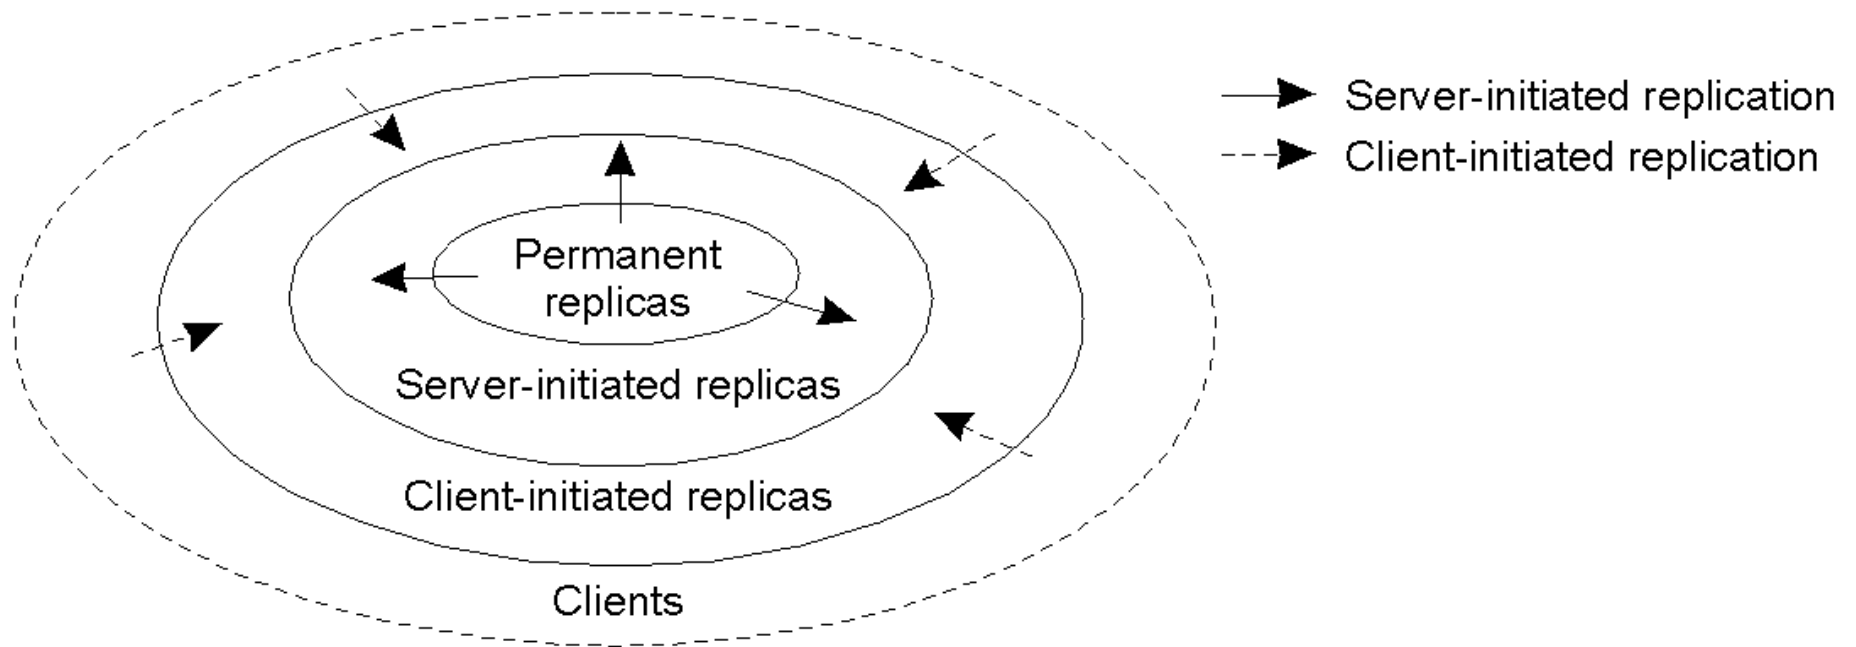 Server-initiated replication
Client-initiated replication
Permanent
replicas
Server-initiated replicas
Client-initiated replicas
Clients